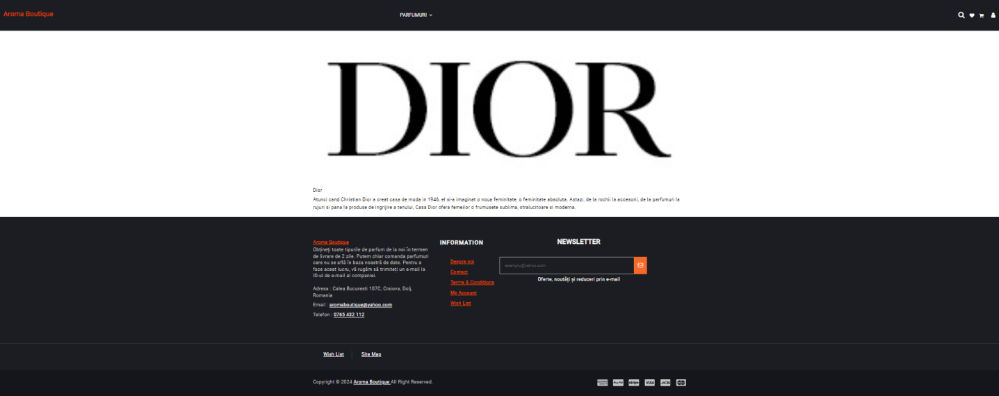 Aroma Boutique
PARFUMURI
DIOR
Dior
Atunci cand Christian Dior a creat casa de moda in 1946, el si-a imaginat o noua feminitate, o feminitate absoluta. Astazi, de la rochii la accesorii, de la parfumuri la
rujuri si pana la produse de ingrijire a tenului, Casa Dior ofera femeilor o frumusete sublima, stralucitoare si moderna.
Aroma Boutique
Obțineți toate tipurile de parfum de la noi în termen
de livrare de 2 zile. Putem chiar comanda parfumuri
care nu se află în baza noastră de date. Pentru a
face acest lucru, vă rugăm să trimiteți un e-mail la
ID-ul de e-mail al companiei.
Adresa : Calea Bucuresti 107C, Craiova, Dolj,
Romania
Email : aromaboutique@yahoo.com
Telefon : 0765 432 112
INFORMATION
Despre noi
Contact
Terms & Conditions
My Account
Wish List
NEWSLETTER
exemplu@yahoo.com
Oferte, noutăți și reduceri prin e-mail
Wish List
Site Map
Copyright © 2024 Aroma Boutique All Right Reserved.
PayPal
stripe
VISA
JCB